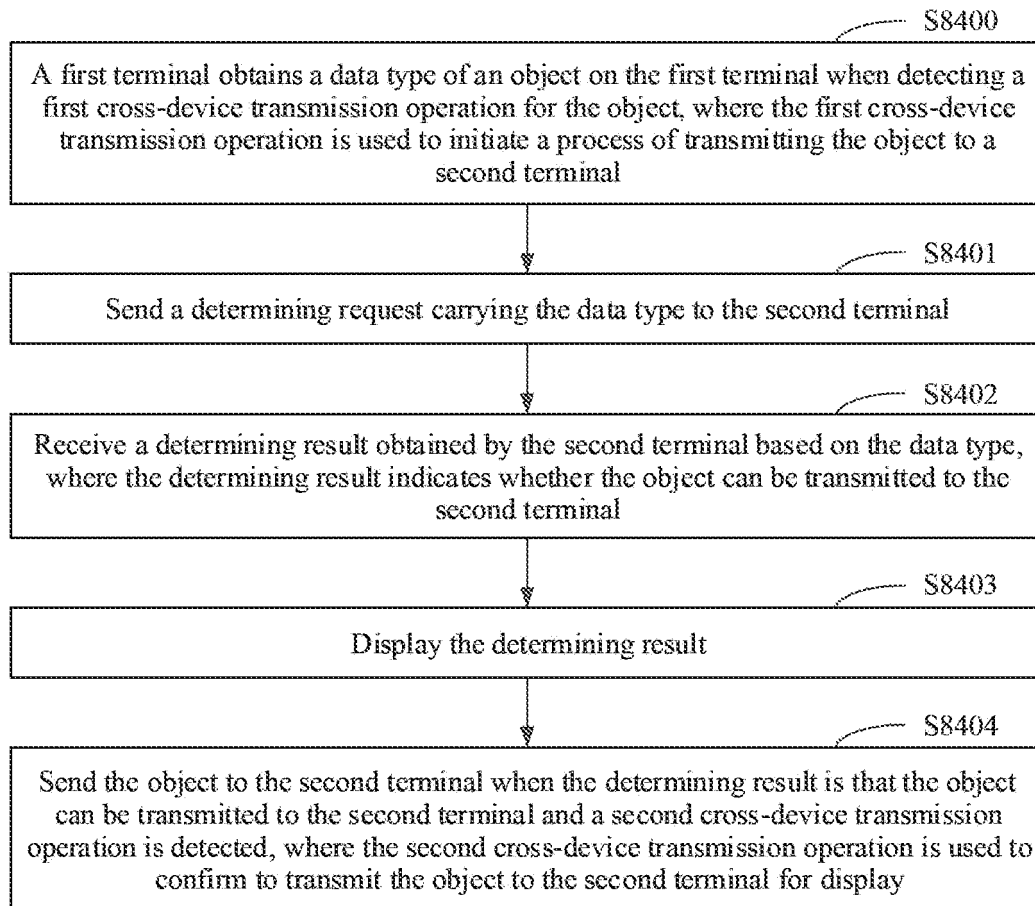 S8400
A first terminal obtains a data type of an object on the first terminal when detecting a
first cross-device transmission operation for the object, where the first cross-device
transmission operation is used to initiate a process of transmitting the object to a
second terminal
S8401
Send a determining request carrying the data type to the second terminal
S8402
Receive a determining result obtained by the second terminal based on the data type,
where the determining result indicates whether the object can be transmitted to the
second terminal
S8403
Display the determining result
S8404
Send the object to the second terminal when the determining result is that the object
can be transmitted to the second terminal and a second cross-device transmission
operation is detected, where the second cross-device transmission operation is used to
confirm to transmit the object to the second terminal for display